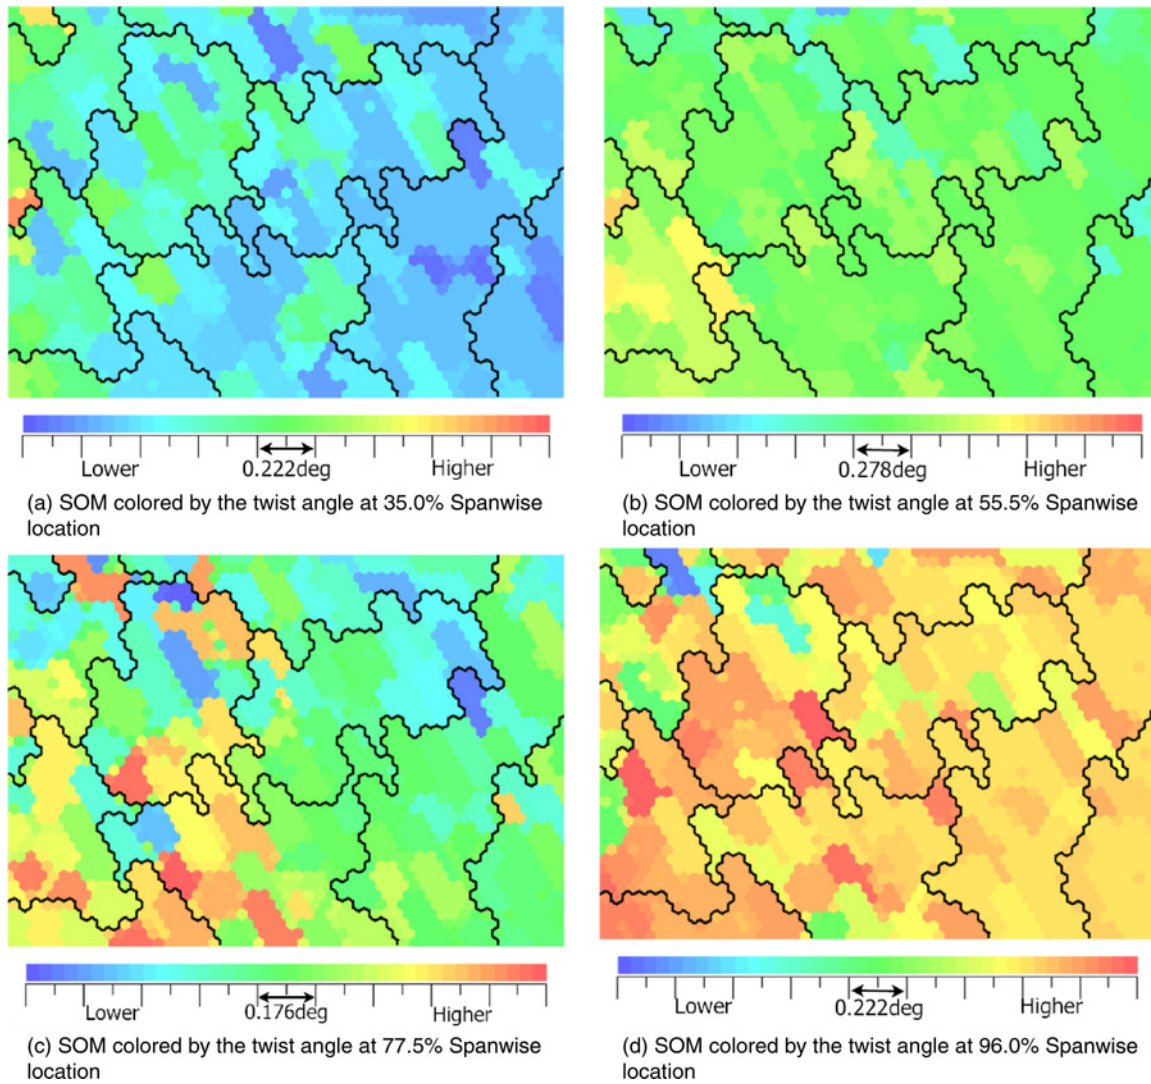 Lower 0.222deg Higher
(a) SOM colored by the twist angle at 35.0% Spanwise
location
Lower 0.278deg Higher
(b) SOM colored by the twist angle at 55.5% Spanwise
location
Lower 0.176deg Higher
(c) SOM colored by the twist angle at 77.5% Spanwise
location
Lower 0.222deg Higher
(d) SOM colored by the twist angle at 96.0% Spanwise
location